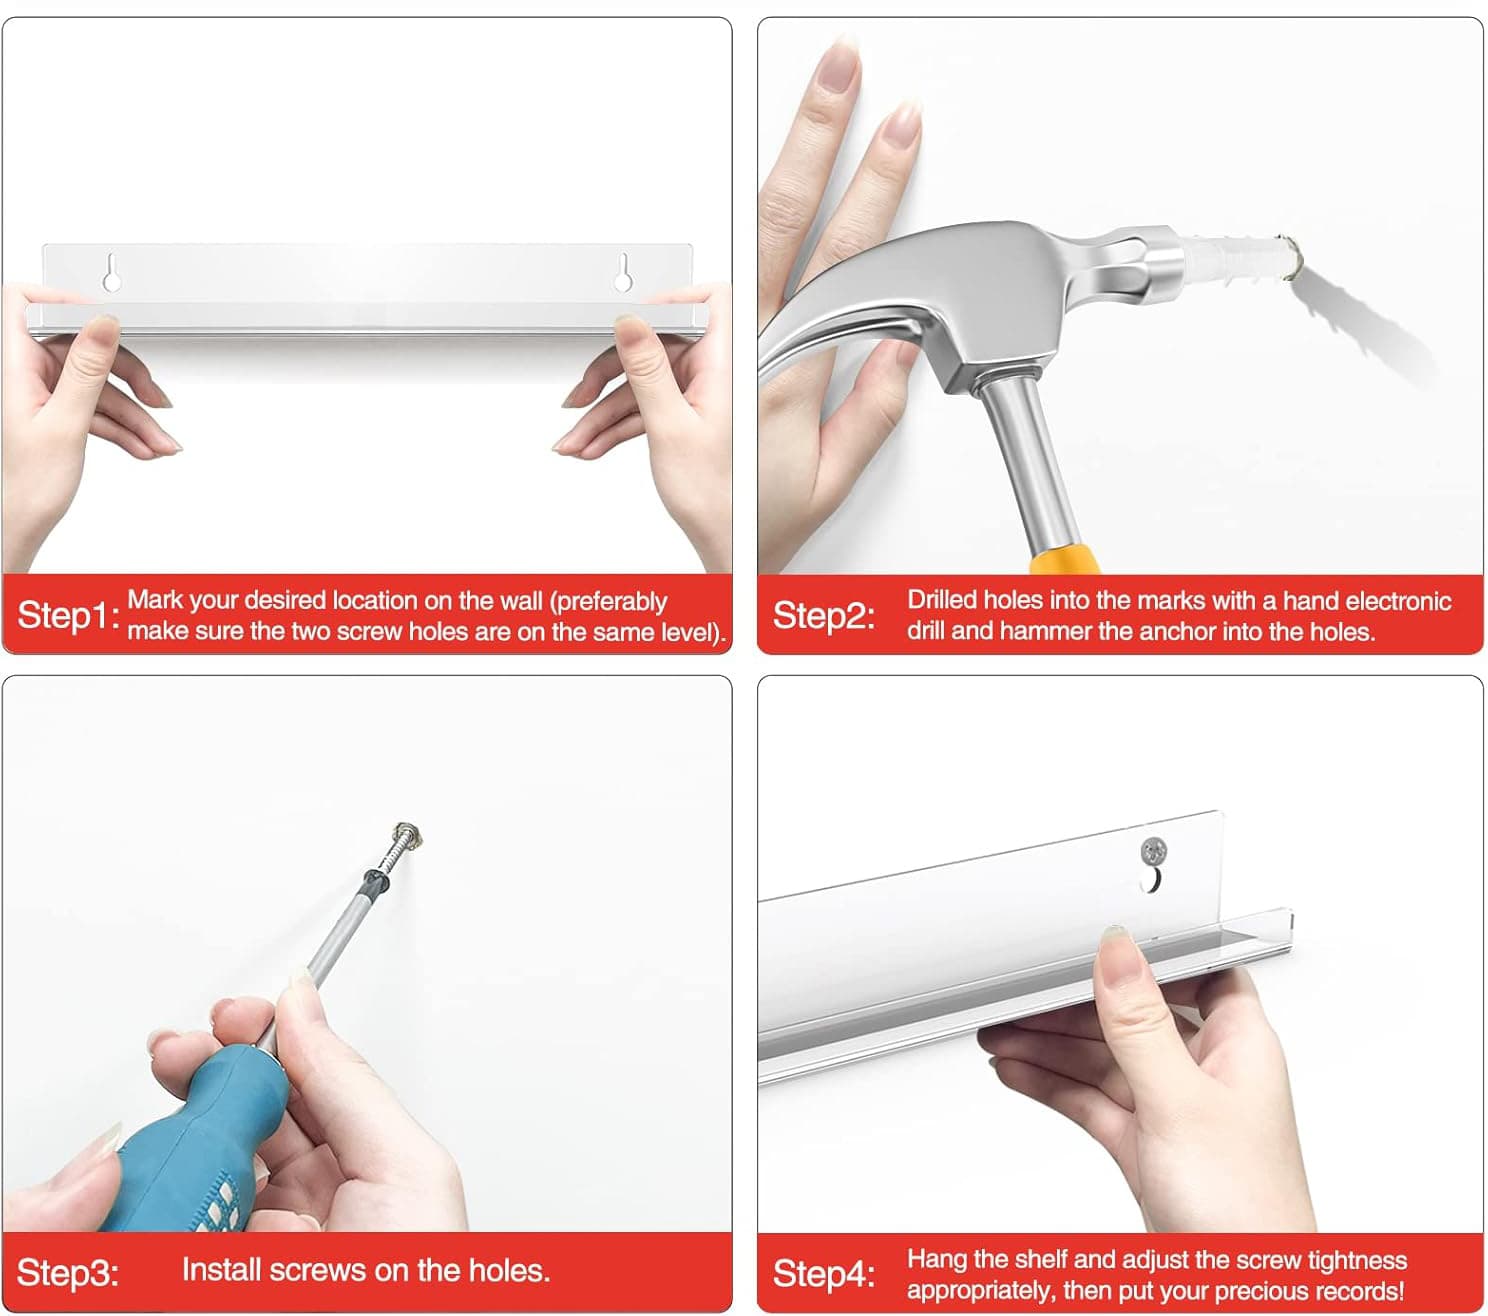 Step1: Mark your desired location on the wall (preferably
make sure the two screw holes are on the same level).
Step2: Drilled holes into the marks with a hand electronic
drill and hammer the anchor into the holes.
Step3: Install screws on the holes.
Step4: Hang the shelf and adjust the screw tightness
appropriately, then put your precious records!